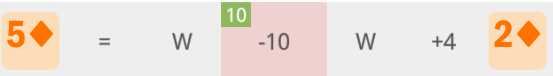 5♦ = W 10 -10 W +4 2♦